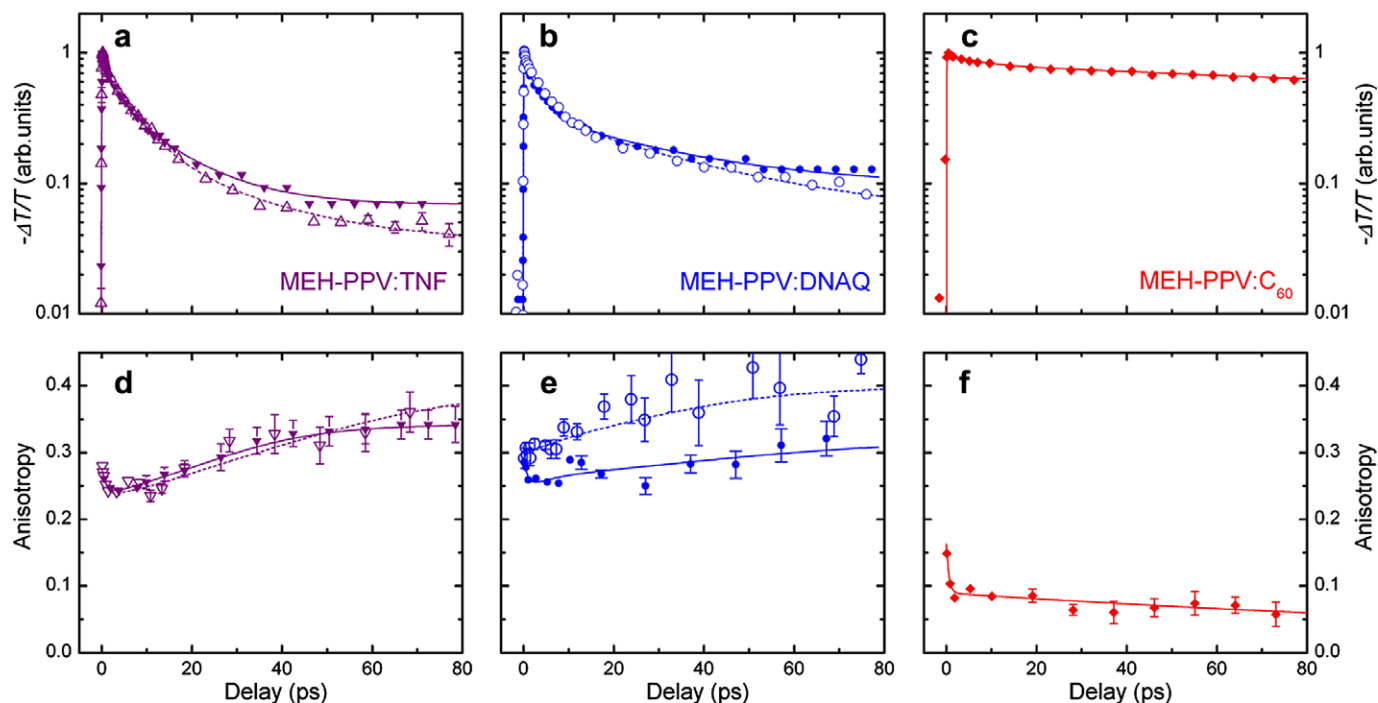 a
b
c
1
0.1
0.01
-ΔT/T (arb.units)
MEH-PPV:TNF
MEH-PPV:DNAQ
MEH-PPV:C₆₀
1
0.1
0.01
-ΔT/T (arb.units)
d
e
f
0.4
0.3
0.2
0.1
0.0
Anisotropy
0.4
0.3
0.2
0.1
0.0
Anisotropy
0 20 40 60 80
0 20 40 60 80
0 20 40 60 80
Delay (ps)
Delay (ps)
Delay (ps)